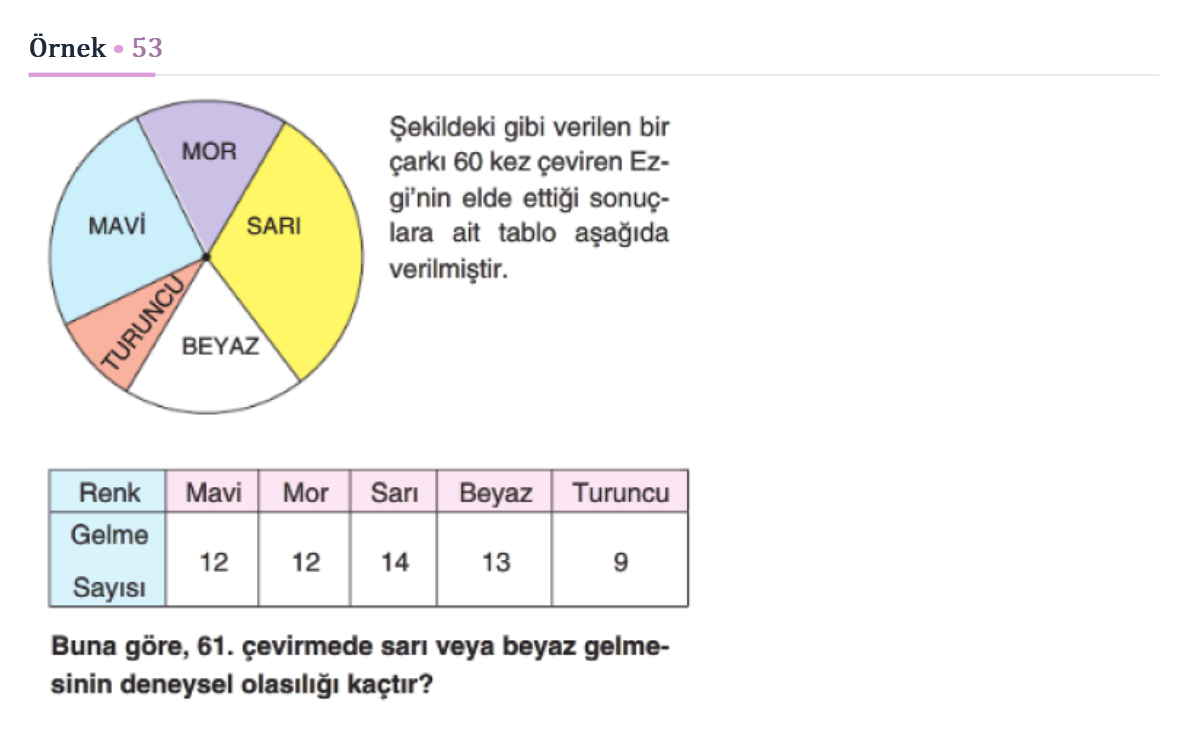 Örnek • 53
MOR
MAVİ
SARI
TURUNCU
BEYAZ
Şekildeki gibi verilen bir
çarkı 60 kez çeviren Ez-
gi'nin elde ettiği sonuç-
lara ait tablo aşağıda
verilmiştir.
Renk Mavi Mor Sarı Beyaz Turuncu
Gelme
Sayısı
12 12 14 13 9
Buna göre, 61. çevirmede sarı veya beyaz gelme-
sinin deneysel olasılığı kaçtır?